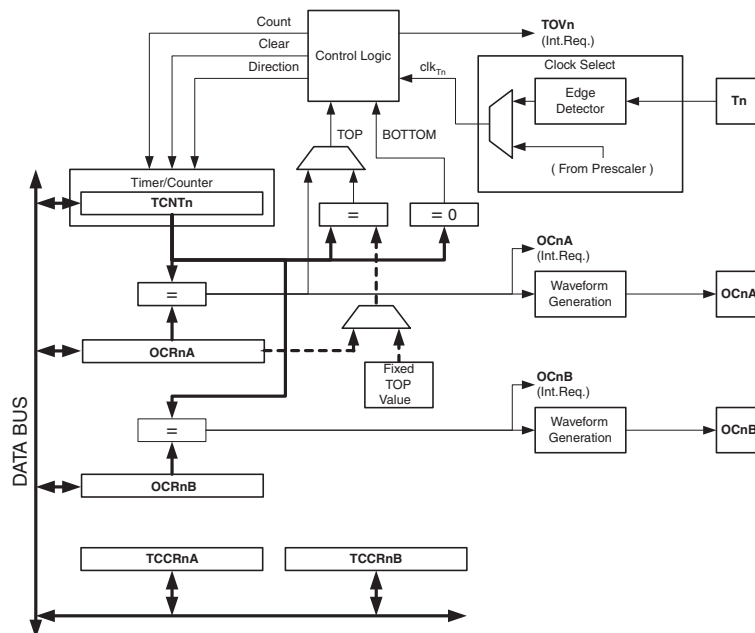 Count
Clear
Direction
Control Logic
TOVn
(Int.Req.)
clkTn
Clock Select
Edge
Detector
Tn
( From Prescaler )
TOP
BOTTOM
Timer/Counter
TCNTn
=
= 0
=
OCnA
(Int.Req.)
Waveform
Generation
OCnA
OCRnA
Fixed
TOP
Value
OCnB
(Int.Req.)
=
Waveform
Generation
OCnB
DATA BUS
OCRnB
TCCRnA
TCCRnB